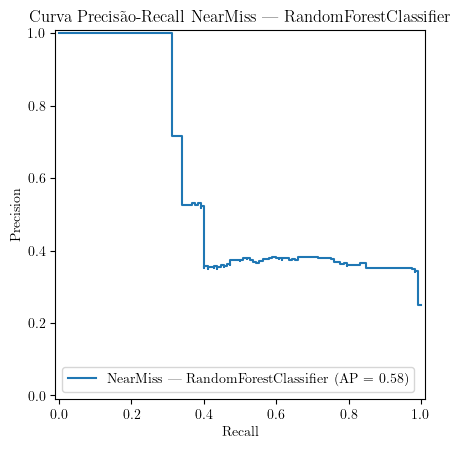 Curva Precisão-Recall NearMiss — RandomForestClassifier
1.0
0.8
0.6
0.4
0.2
0.0
Precision
NearMiss — RandomForestClassifier (AP = 0.58)
0.0 0.2 0.4 0.6 0.8 1.0
Recall